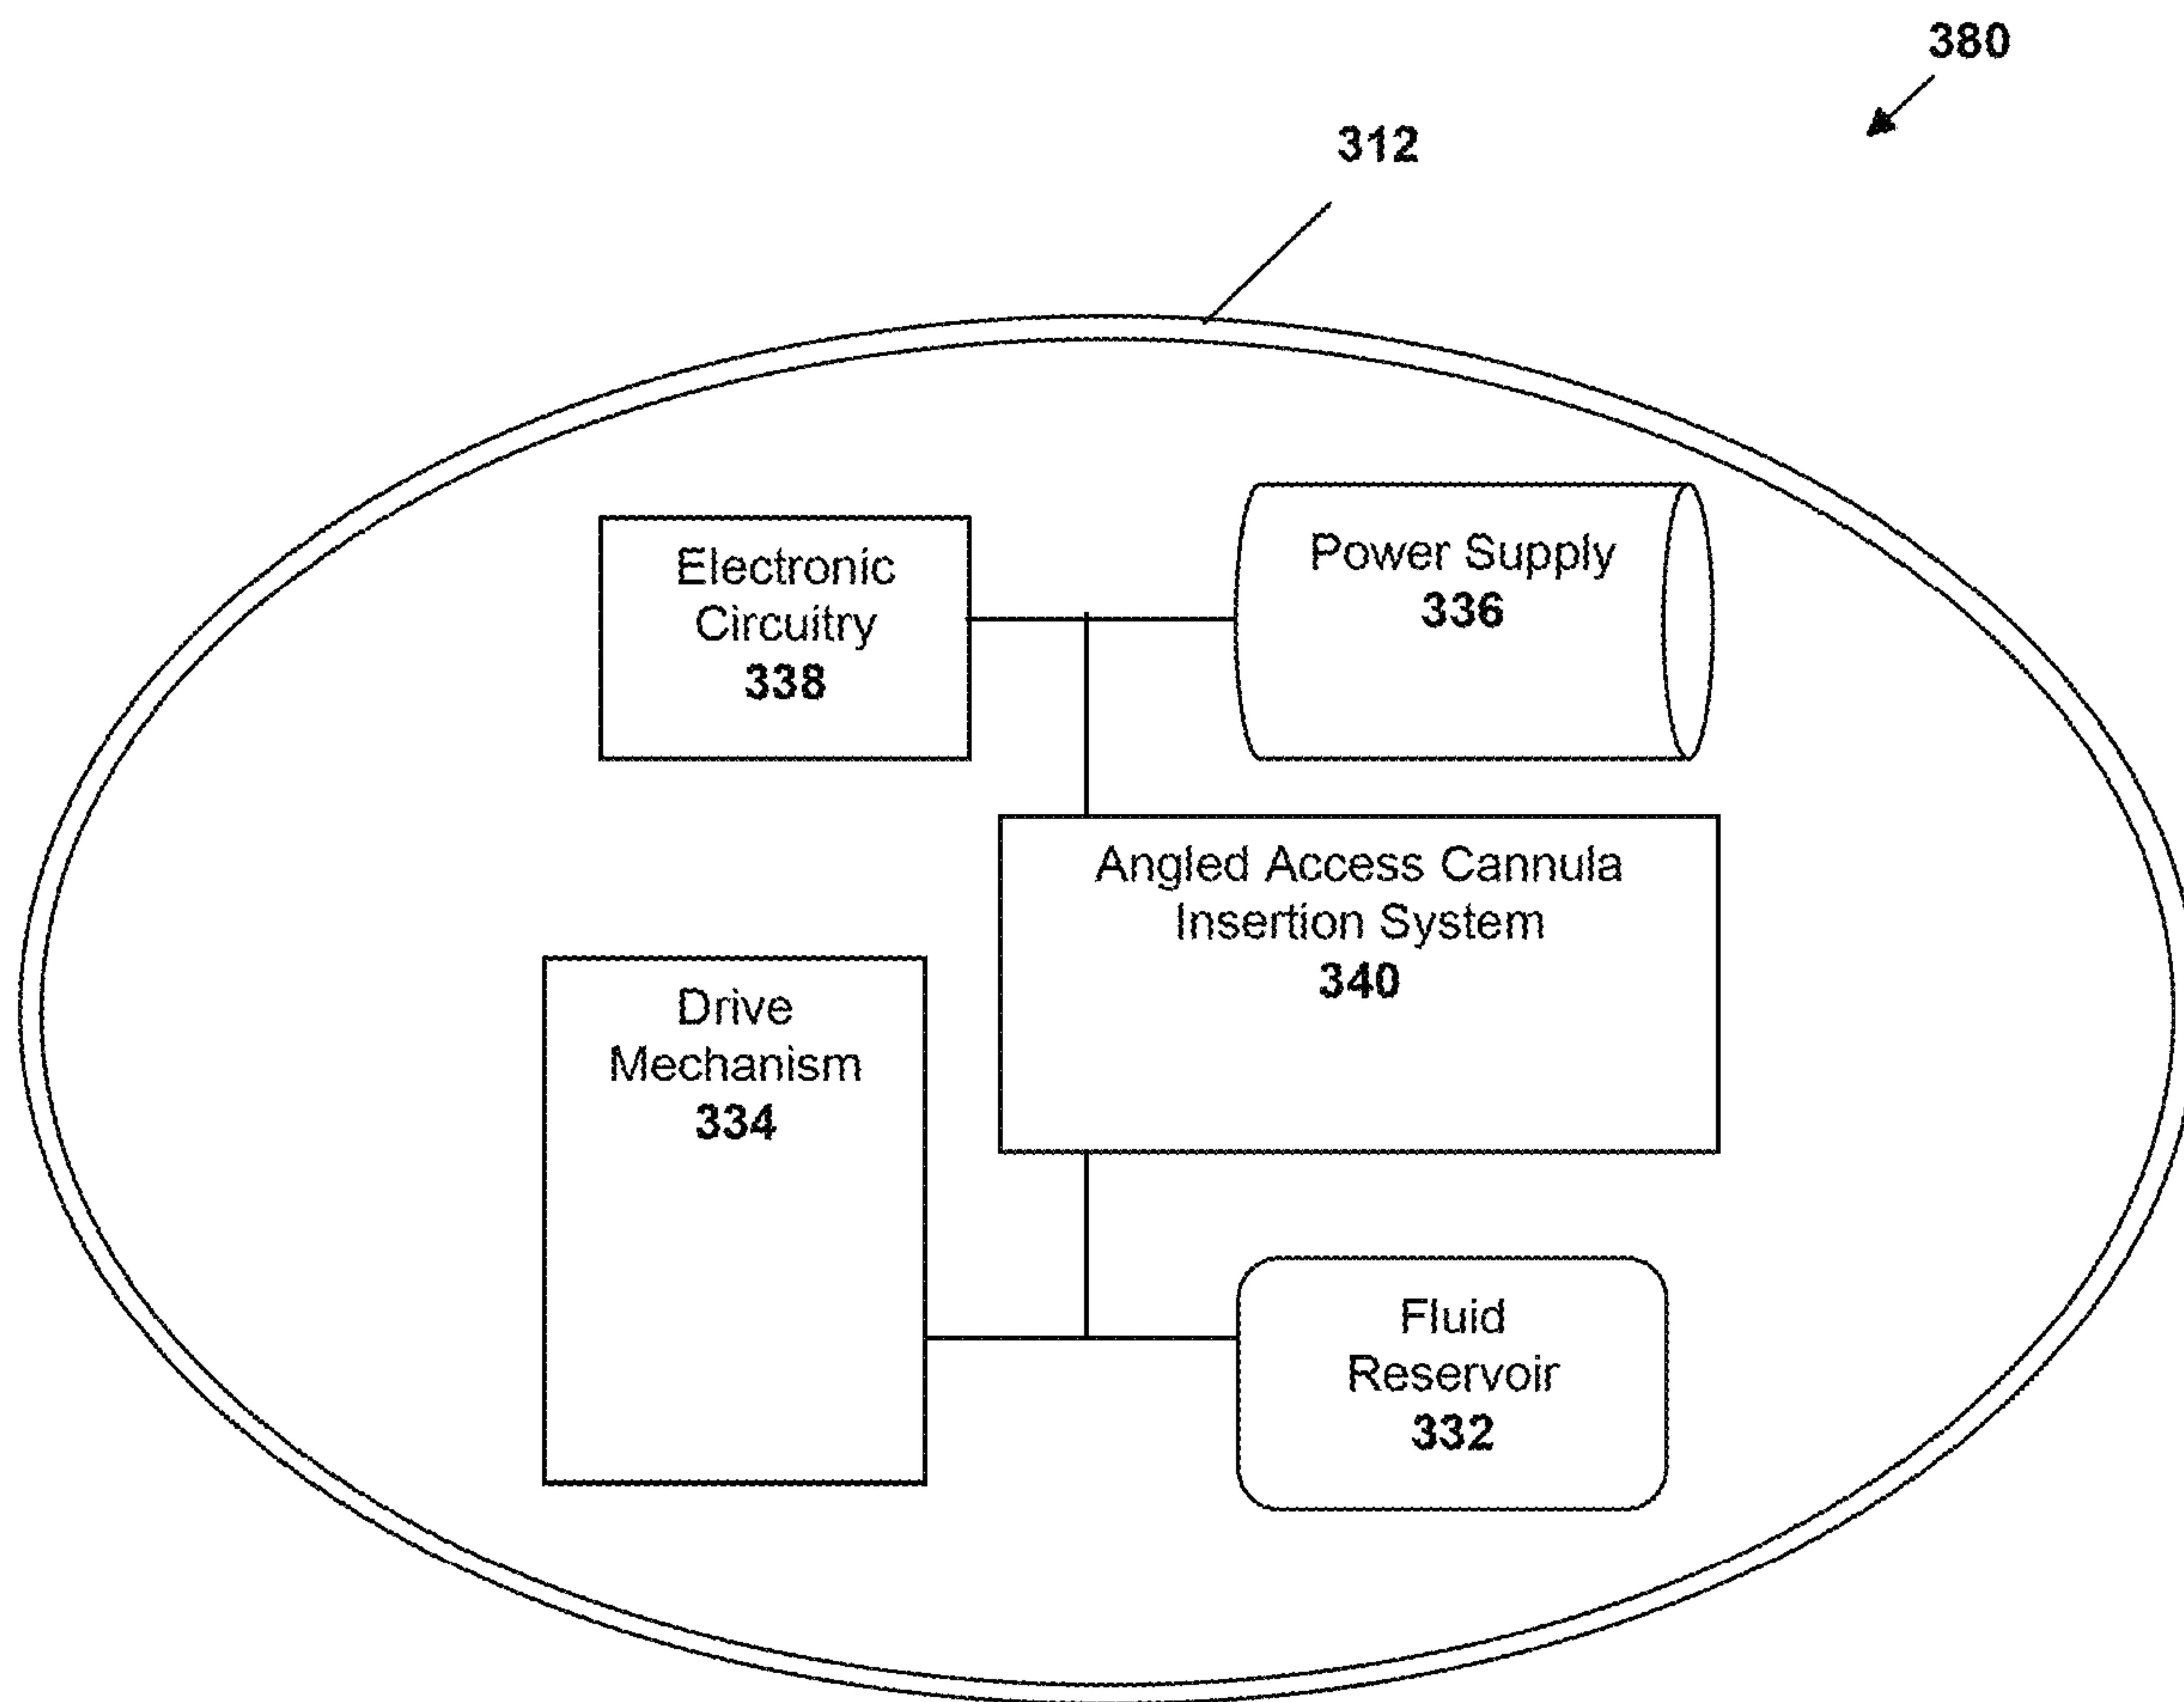 380
312
Electronic
Circuitry
338
Power Supply
336
Angled Access Cannula
Insertion System
340
Drive
Mechanism
334
Fluid
Reservoir
332